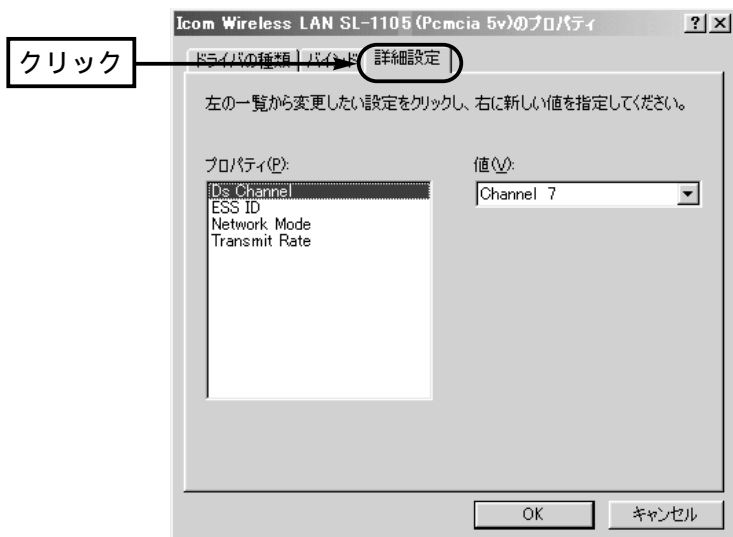 Icom Wireless LAN SL-1105 (Pcmcia 5v)のプロパティ
クリック
ドライバの種類 バインド 詳細設定
左の一覧から変更したい設定をクリックし、右に新しい値を指定してください。
プロパティ(P): 値(V):
Ds Channel Channel 7
ESS ID
Network Mode
Transmit Rate
OK キャンセル